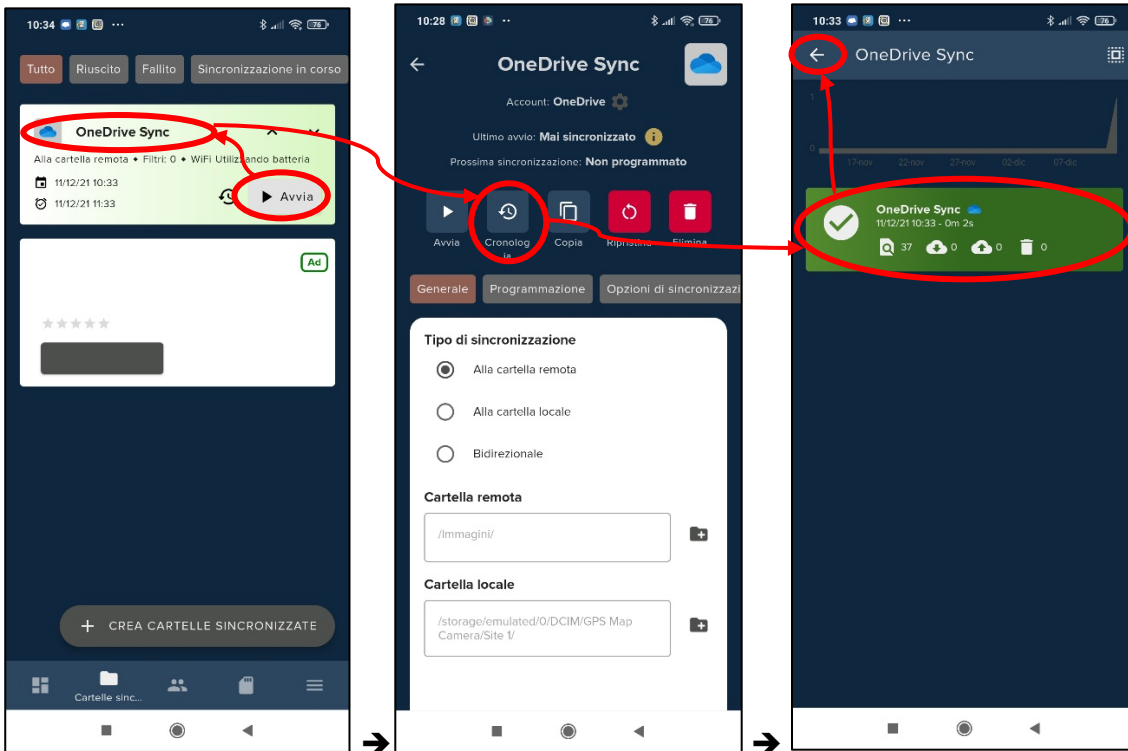 10:34
76
Tutto
Riuscito
Fallito
Sincronizzazione in corso
OneDrive Sync
Alla cartella remota ◆ Filtri: 0 ◆ WiFi Utilizzando batteria
11/12/21 10:33
11/12/21 11:33
Avvia
Ad
+ CREA CARTELLE SINCRONIZZATE
Cartelle sinc...
10:28
76
OneDrive Sync
Account: OneDrive
Ultimo avvio: Mai sincronizzato
Prossima sincronizzazione: Non programmato
Avvia
Cronolog
ia
Copia
Ripristina
Elimina
Generale
Programmazione
Opzioni di sincronizzazi
Tipo di sincronizzazione
Alla cartella remota
Alla cartella locale
Bidirezionale
Cartella remota
/Immagini/
Cartella locale
/storage/emulated/0/DCIM/GPS Map
Camera/Site 1/
10:33
76
OneDrive Sync
1
0
17-nov
22-nov
27-nov
02-dic
07-dic
OneDrive Sync
11/12/21 10:33 - 0m 2s
37
0
0
0